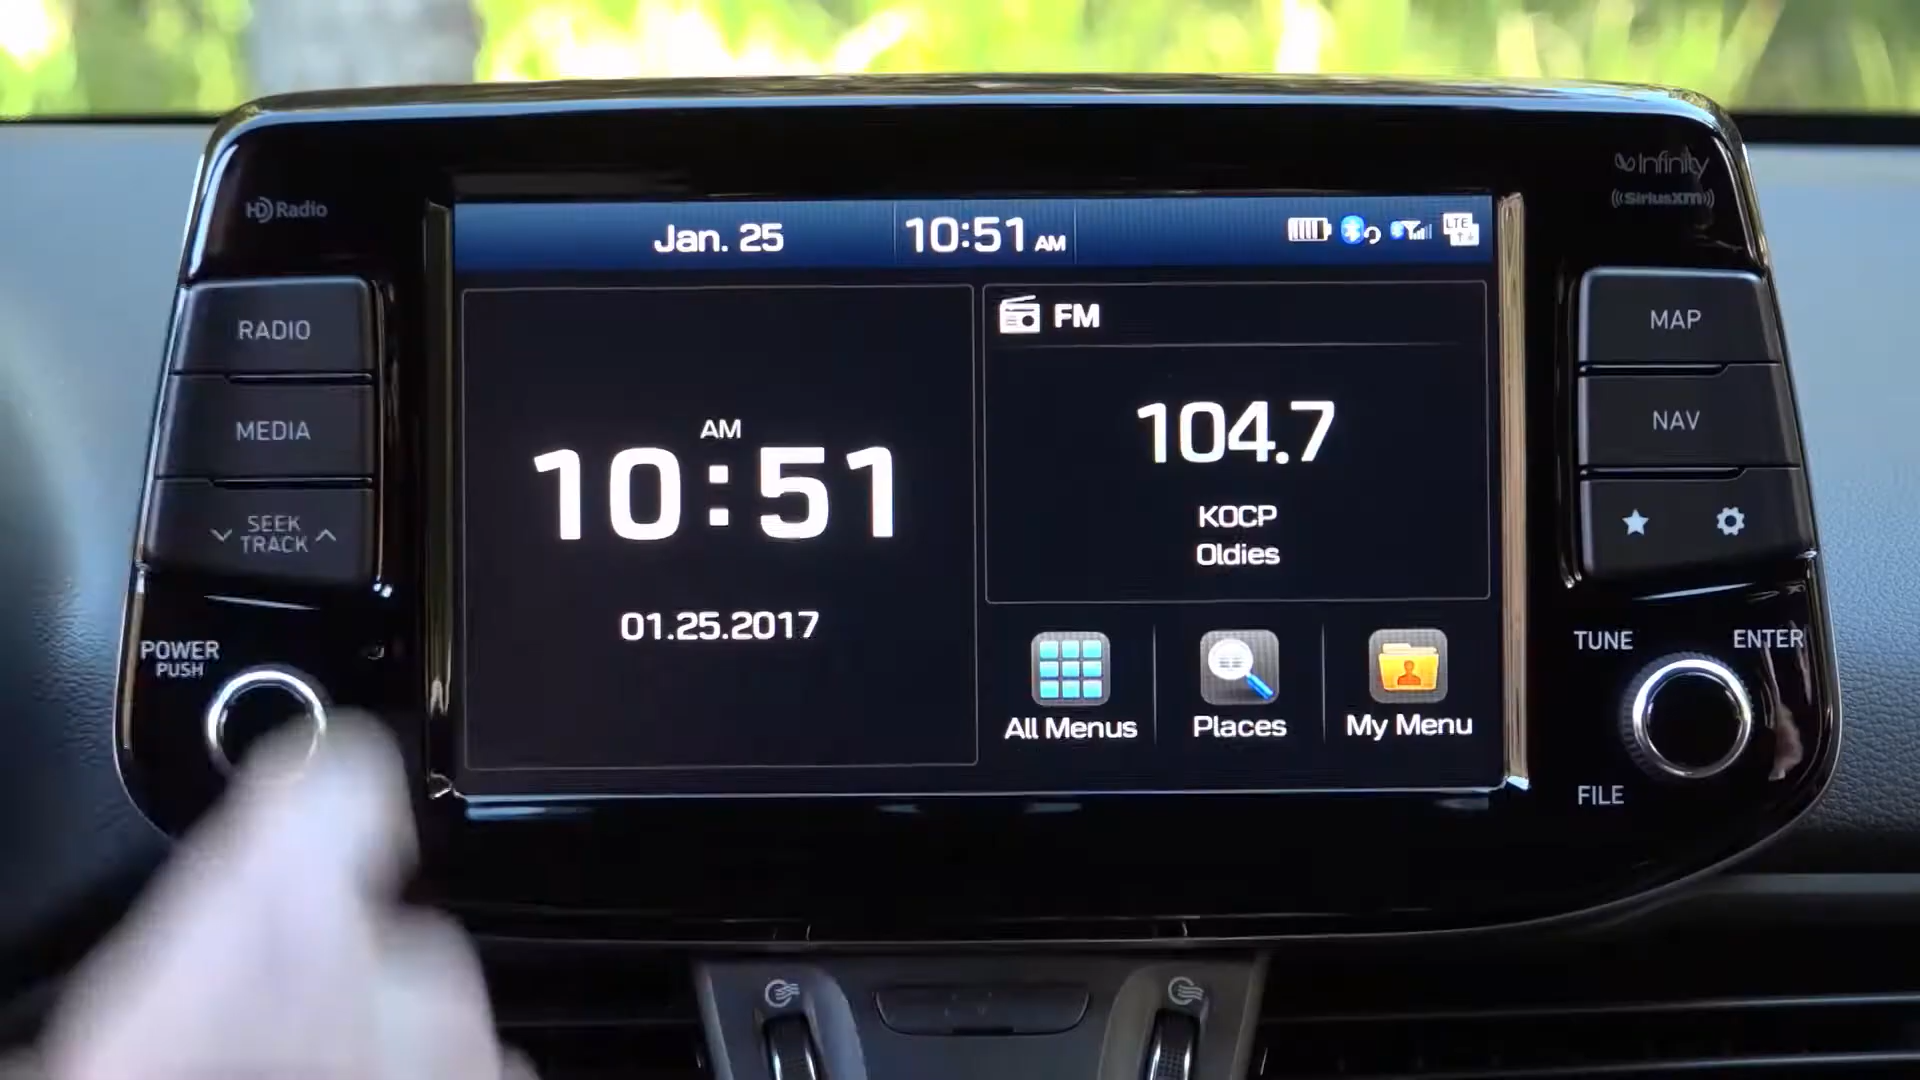 HD Radio
Infinity
((SiriusXM))
Jan. 25
10:51 AM
LTE
RADIO
MEDIA
SEEK
TRACK
POWER
PUSH
AM
10:51
01.25.2017
FM
104.7
KOCP
Oldies
All Menus
Places
My Menu
MAP
NAV
TUNE
ENTER
FILE